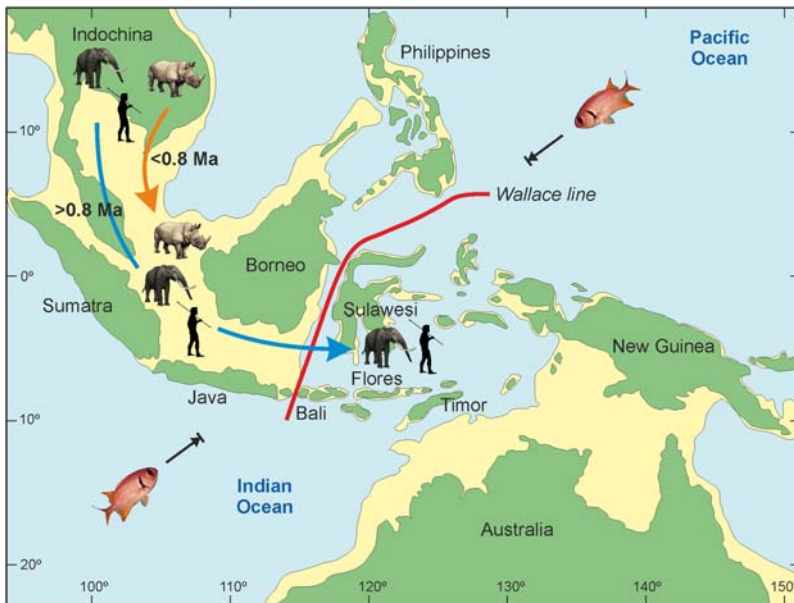 Indochina
Philippines
Pacific
Ocean
10º
<0.8 Ma
>0.8 Ma
Wallace line
0º
Borneo
Sumatra
Sulawesi
New Guinea
Flores
Java
Bali
Timor
10º
Indian
Ocean
Australia
20º
100º
110º
120º
130º
140º
150